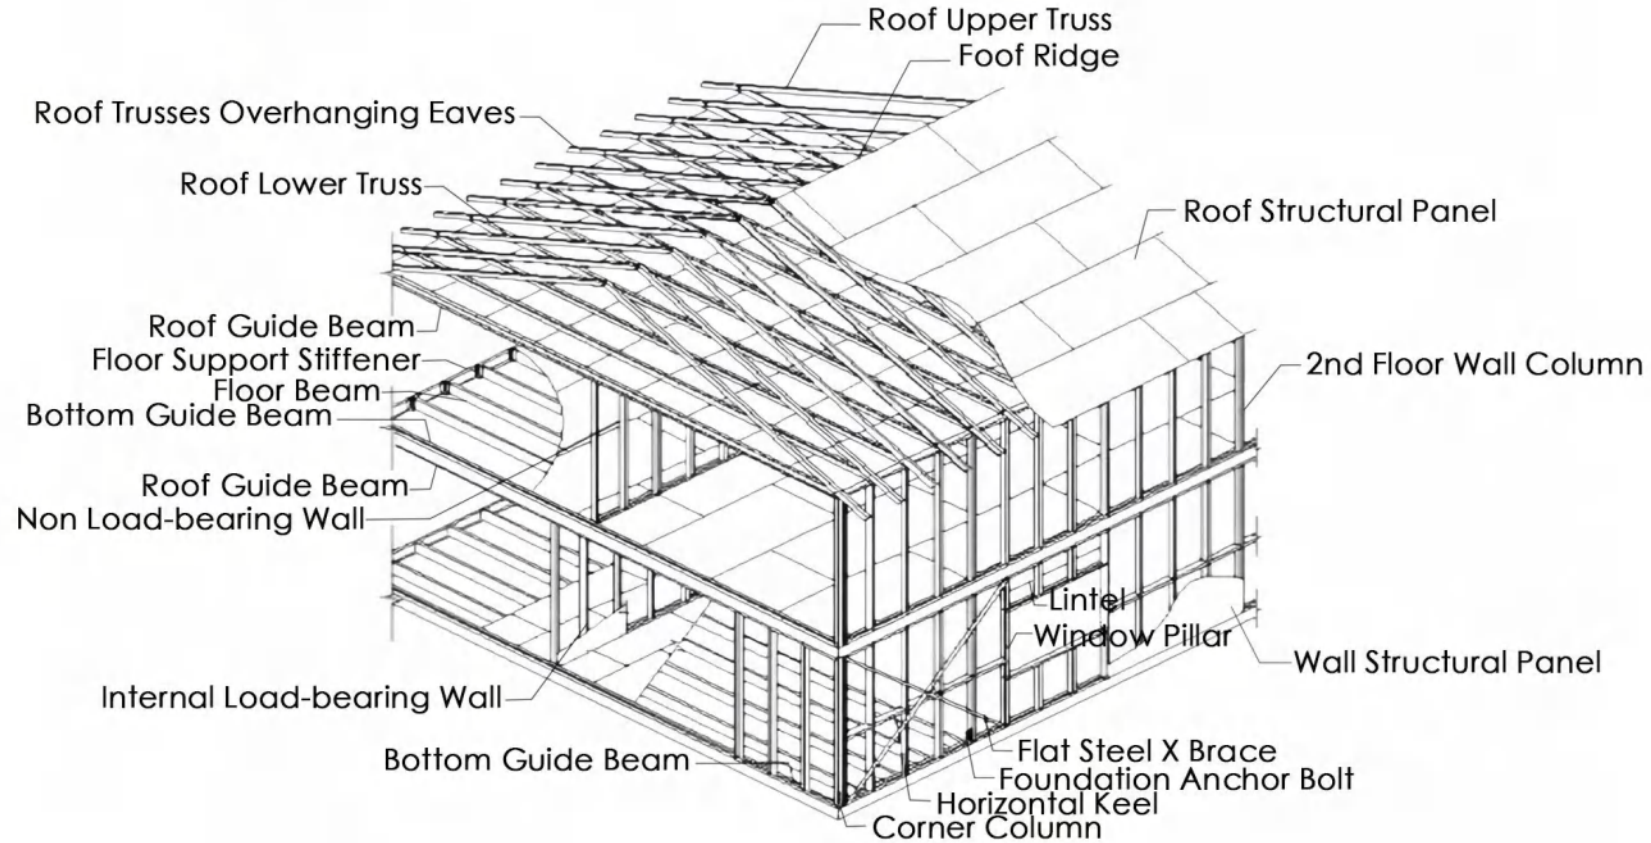 Roof Upper Truss
Foof Ridge
Roof Trusses Overhanging Eaves
Roof Lower Truss
Roof Structural Panel
Roof Guide Beam
Floor Support Stiffener
2nd Floor Wall Column
Floor Beam
Bottom Guide Beam
Roof Guide Beam
Non Load-bearing Wall
Lintel
Window Pillar
Wall Structural Panel
Internal Load-bearing Wall
Flat Steel X Brace
Bottom Guide Beam
Foundation Anchor Bolt
Horizontal Keel
Corner Column